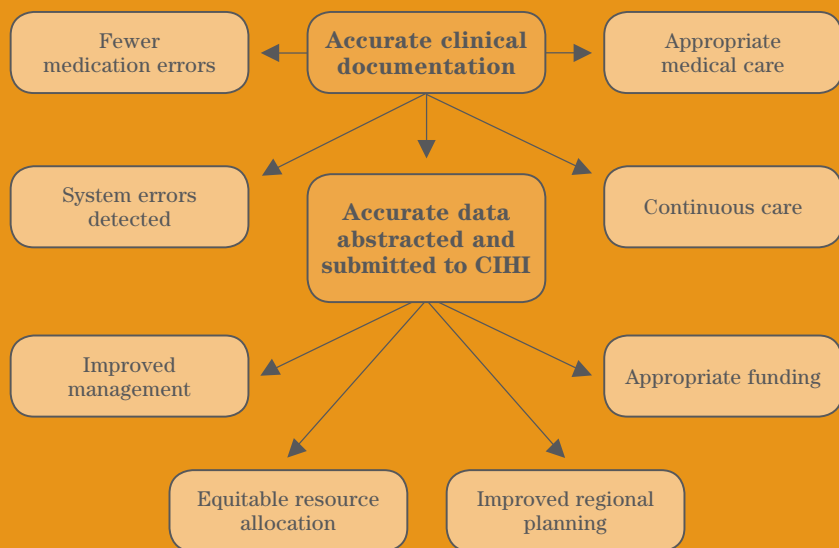 Fewer
medication errors
Accurate clinical
documentation
Appropriate
medical care
System errors
detected
Accurate data
abstracted and
submitted to CIHI
Continuous care
Improved
management
Appropriate funding
Equitable resource
allocation
Improved regional
planning